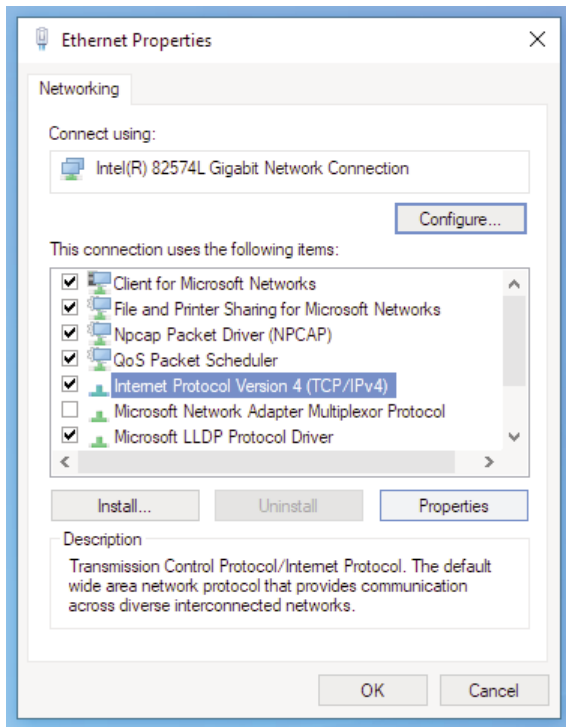 Ethernet Properties
Networking
Connect using:
Intel(R) 82574L Gigabit Network Connection
Configure...
This connection uses the following items:
Client for Microsoft Networks
File and Printer Sharing for Microsoft Networks
Npcap Packet Driver (NPCAP)
QoS Packet Scheduler
Internet Protocol Version 4 (TCP/IPv4)
Microsoft Network Adapter Multiplexor Protocol
Microsoft LLDP Protocol Driver
Install...
Uninstall
Properties
Description
Transmission Control Protocol/Internet Protocol. The default
wide area network protocol that provides communication
across diverse interconnected networks.
OK
Cancel